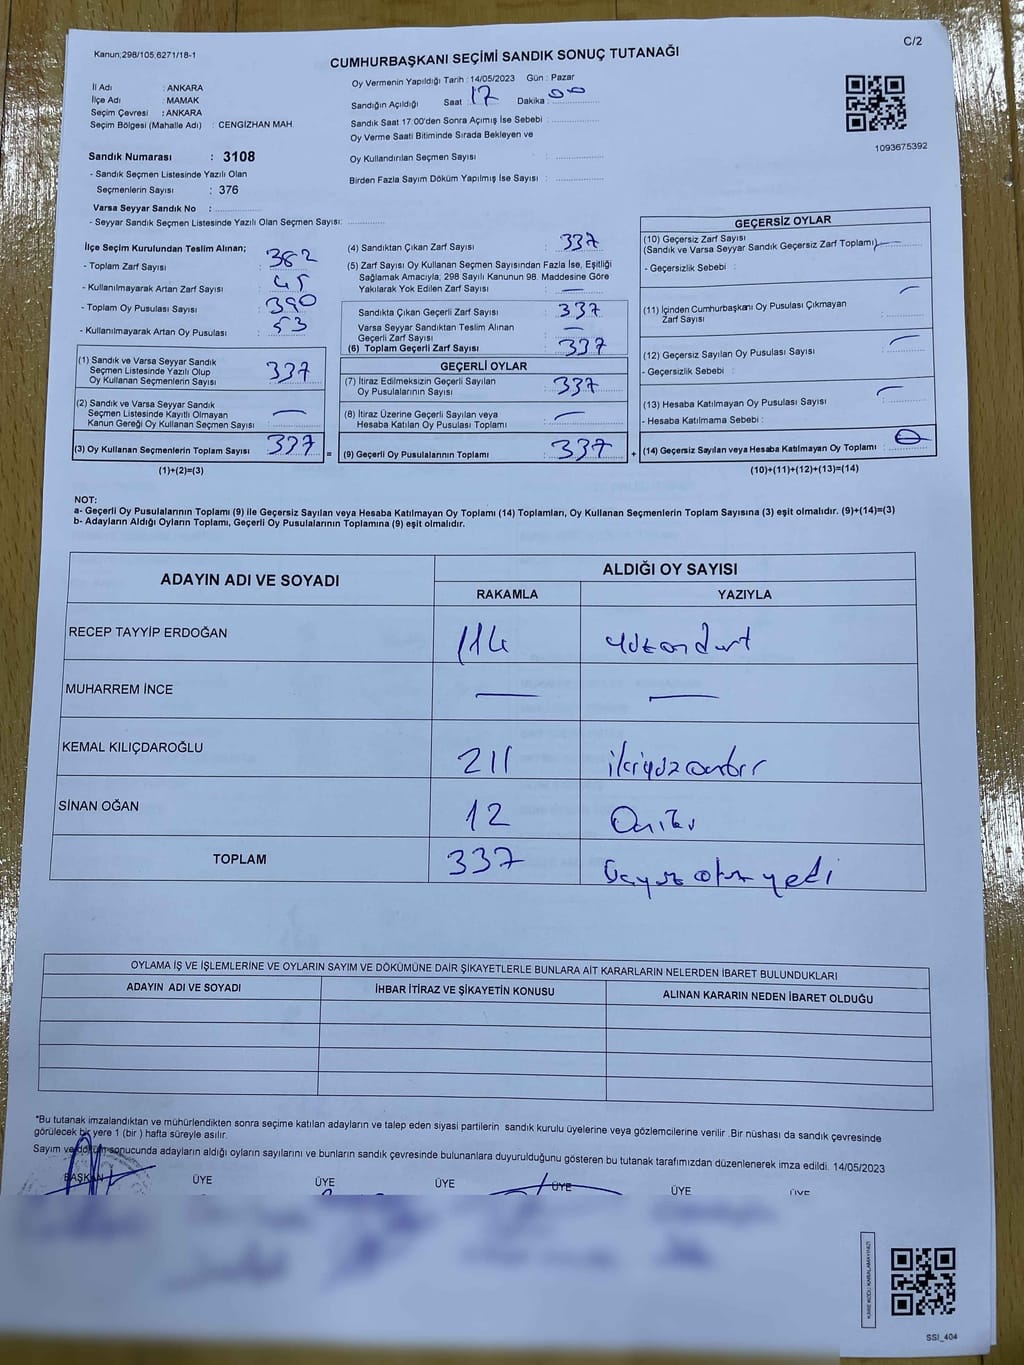 Kanun:298/105,6271/18-1
C/2
CUMHURBAŞKANI SEÇİMİ SANDIK SONUÇ TUTANAĞI
İl Adı : ANKARA
İlçe Adı : MAMAK
Seçim Çevresi : ANKARA
Seçim Bölgesi (Mahalle Adı) : CENGİZHAN MAH.
Sandık Numarası : 3108
- Sandık Seçmen Listesinde Yazılı Olan
Seçmenlerin Sayısı : 376
Varsa Seyyar Sandık No :
- Seyyar Sandık Seçmen Listesinde Yazılı Olan Seçmen Sayısı:
Oy Vermenin Yapıldığı Tarih : 14/05/2023 Gün : Pazar
Sandığın Açıldığı Saat : 17 Dakika : 00
Sandık Saat 17:00'den Sonra Açımış İse Sebebi :
Oy Verme Saati Bitiminde Sırada Bekleyen ve
Oy Kullandırılan Seçmen Sayısı :
Birden Fazla Sayım Döküm Yapılmış İse Sayısı :
1093675392
İlçe Seçim Kurulundan Teslim Alınan;
- Toplam Zarf Sayısı : 382
- Kullanılmayarak Artan Zarf Sayısı : 45
- Toplam Oy Pusulası Sayısı : 390
- Kullanılmayarak Artan Oy Pusulası : 53
(1) Sandık ve Varsa Seyyar Sandık
Seçmen Listesinde Yazılı Olup
Oy Kullanan Seçmenlerin Sayısı : 337
(2) Sandık ve Varsa Seyyar Sandık
Seçmen Listesinde Kayıtlı Olmayan
Kanun Gereği Oy Kullanan Seçmen Sayısı : —
(3) Oy Kullanan Seçmenlerin Toplam Sayısı 337
(1)+(2)=(3)
(4) Sandıktan Çıkan Zarf Sayısı : 337
(5) Zarf Sayısı Oy Kullanan Seçmen Sayısından Fazla İse, Eşitliği
Sağlamak Amacıyla, 298 Sayılı Kanunun 98. Maddesine Göre
Yakılarak Yok Edilen Zarf Sayısı : —
Sandıkta Çıkan Geçerli Zarf Sayısı : 337
Varsa Seyyar Sandıktan Teslim Alınan
Geçerli Zarf Sayısı : —
(6) Toplam Geçerli Zarf Sayısı : 337
GEÇERLİ OYLAR
(7) İtiraz Edilmeksizin Geçerli Sayılan
Oy Pusulalarının Sayısı : 337
(8) İtiraz Üzerine Geçerli Sayılan veya
Hesaba Katılan Oy Pusulası Toplamı : —
= (9) Geçerli Oy Pusulalarının Toplamı : 337
GEÇERSİZ OYLAR
(10) Geçersiz Zarf Sayısı
(Sandık ve Varsa Seyyar Sandık Geçersiz Zarf Toplamı) —
- Geçersizlik Sebebi :
(11) İçinden Cumhurbaşkanı Oy Pusulası Çıkmayan
Zarf Sayısı : —
(12) Geçersiz Sayılan Oy Pusulası Sayısı : —
- Geçersizlik Sebebi :
(13) Hesaba Katılmayan Oy Pusulası Sayısı : —
- Hesaba Katılmama Sebebi :
+ (14) Geçersiz Sayılan veya Hesaba Katılmayan Oy Toplamı : 0
(10)+(11)+(12)+(13)=(14)
NOT:
a- Geçerli Oy Pusulalarının Toplamı (9) ile Geçersiz Sayılan veya Hesaba Katılmayan Oy Toplamı (14) Toplamları, Oy Kullanan Seçmenlerin Toplam Sayısına (3) eşit olmalıdır. (9)+(14)=(3)
b- Adayların Aldığı Oyların Toplamı, Geçerli Oy Pusulalarının Toplamına (9) eşit olmalıdır.
ADAYIN ADI VE SOYADI
ALDIĞI OY SAYISI
RAKAMLA YAZIYLA
RECEP TAYYİP ERDOĞAN 114 yüzondört
MUHARREM İNCE — —
KEMAL KILIÇDAROĞLU 211 ikiyüzonbir
SİNAN OĞAN 12 Oniki
TOPLAM 337 Üçyüz otuz yedi
OYLAMA İŞ VE İŞLEMLERİNE VE OYLARIN SAYIM VE DÖKÜMÜNE DAİR ŞİKAYETLERLE BUNLARA AİT KARARLARIN NELERDEN İBARET BULUNDUKLARI
ADAYIN ADI VE SOYADI İHBAR İTİRAZ VE ŞİKAYETİN KONUSU ALINAN KARARIN NEDEN İBARET OLDUĞU
*Bu tutanak imzalandıktan ve mühürlendikten sonra seçime katılan adayların ve talep eden siyasi partilerin sandık kurulu üyelerine veya gözlemcilerine verilir .Bir nüshası da sandık çevresinde
görülecek bir yere 1 (bir ) hafta süreyle asılır.
Sayım ve döküm sonucunda adayların aldığı oyların sayılarını ve bunların sandık çevresinde bulunanlara duyurulduğunu gösteren bu tutanak tarafımızdan düzenlenerek imza edildi. 14/05/2023
BAŞKAN ÜYE ÜYE ÜYE ÜYE ÜYE ÜYE
KARE KODU KARALAMAYINIZ!
SSI_404